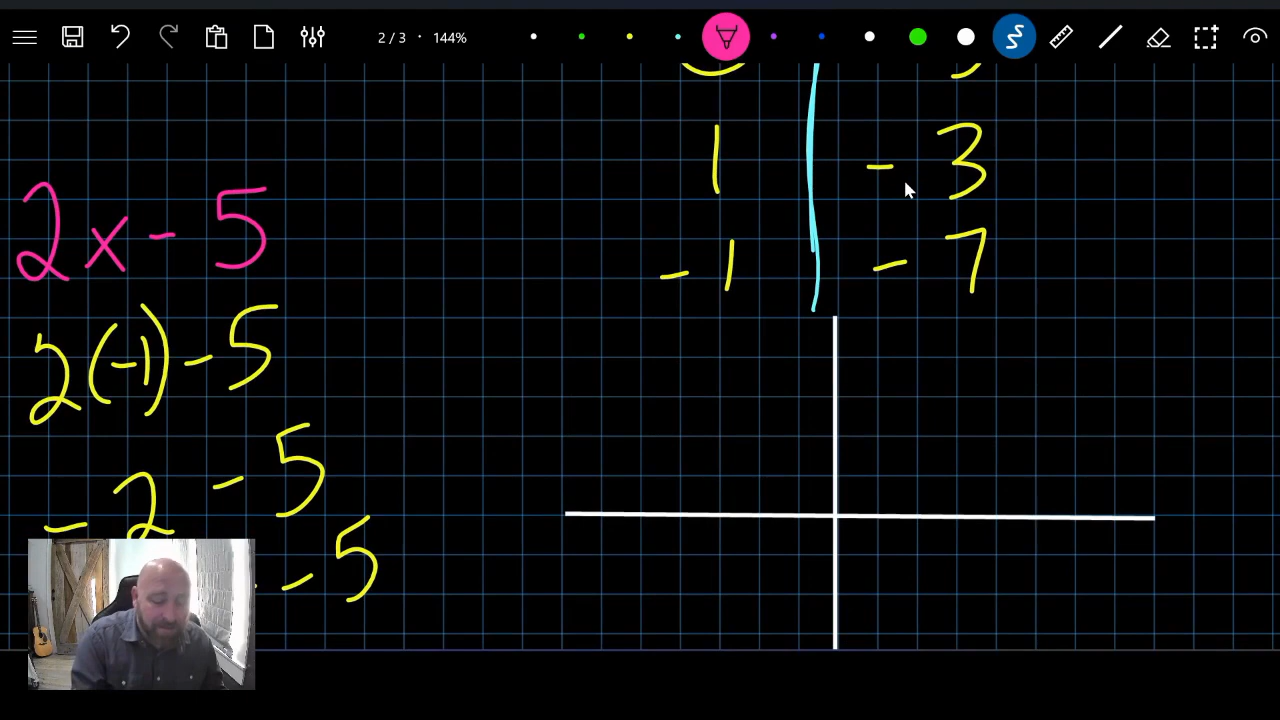 2 / 3 · 144%
1 - 3
-1 - 7
2x - 5
2(-1) - 5
-2 - 5
- 5